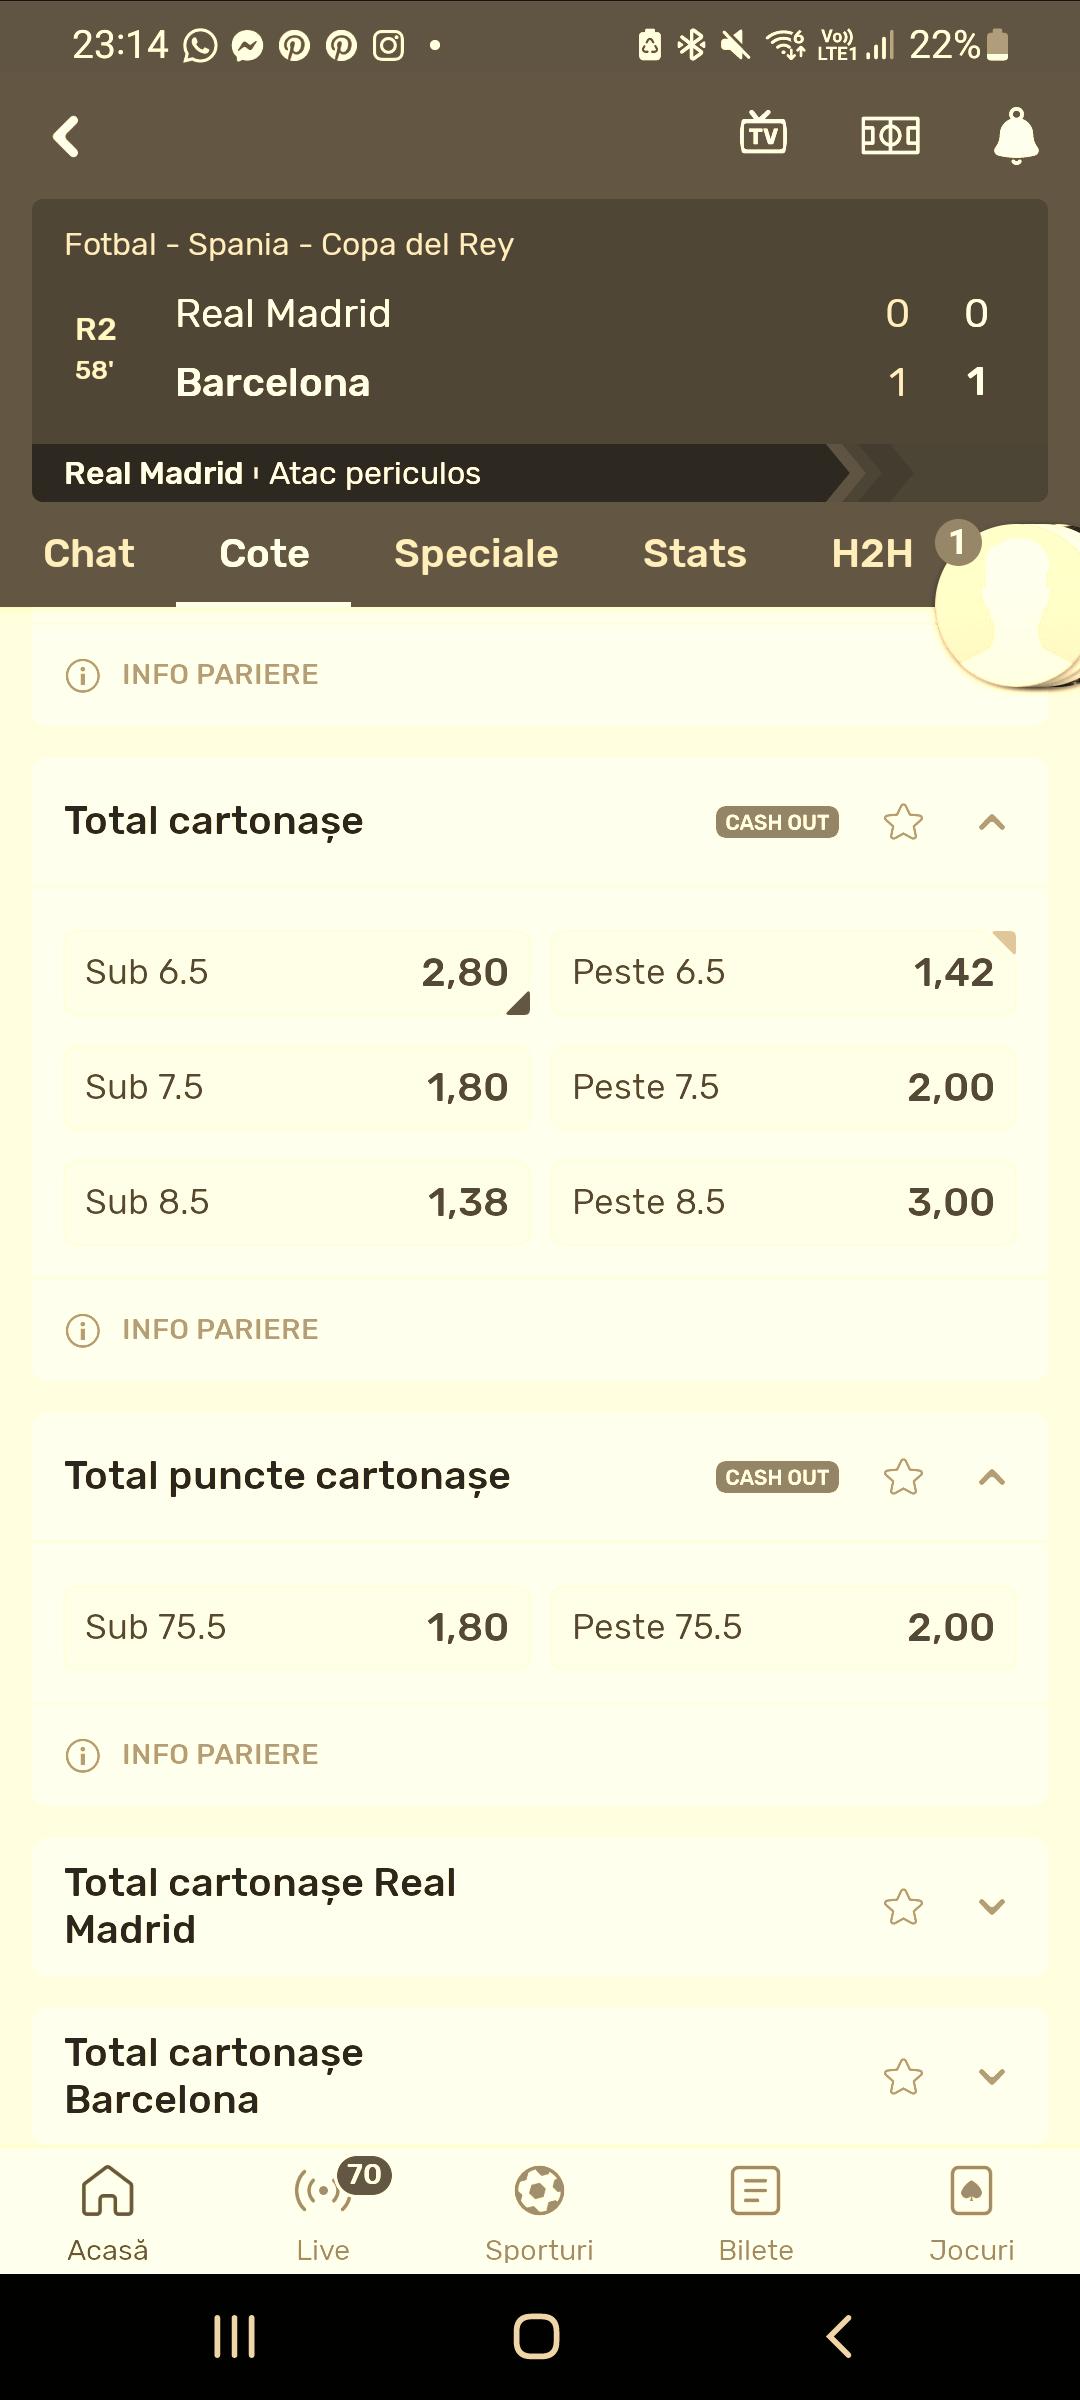 23:14 Vo)) LTE1 6 22%
TV
Fotbal - Spania - Copa del Rey
R2
58'
Real Madrid 0 0
Barcelona 1 1
Real Madrid Atac periculos
Chat Cote Speciale Stats H2H 1
INFO PARIERE
Total cartonașe CASH OUT
Sub 6.5 2,80 Peste 6.5 1,42
Sub 7.5 1,80 Peste 7.5 2,00
Sub 8.5 1,38 Peste 8.5 3,00
INFO PARIERE
Total puncte cartonașe CASH OUT
Sub 75.5 1,80 Peste 75.5 2,00
INFO PARIERE
Total cartonașe Real
Madrid
Total cartonașe
Barcelona
70
Acasă Live Sporturi Bilete Jocuri